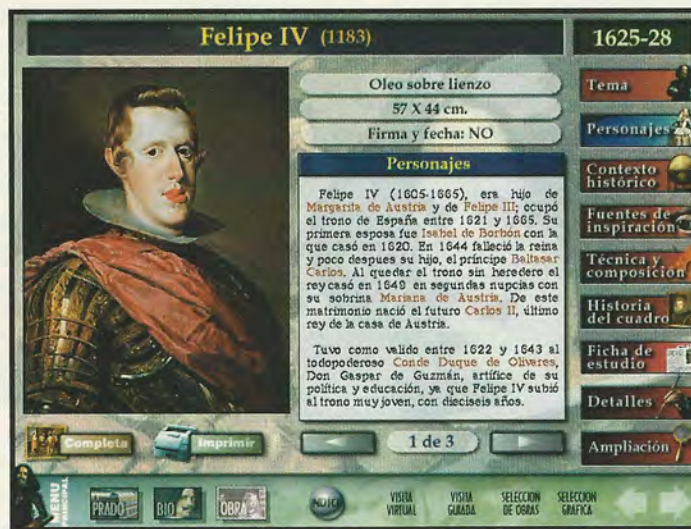 Felipe IV (1183)
1625-28
Oleo sobre lienzo
57 X 44 cm.
Firma y fecha: NO
Personajes
Felipe IV (1605-1665), era hijo de
Margarita de Austria y de Felipe III; ocupó
el trono de España entre 1621 y 1665. Su
primera esposa fue Isabel de Borbón con la
que casó en 1620. En 1644 falleció la reina
y poco despues su hijo, el príncipe Baltasar
Carlos. Al quedar el trono sin heredero el
rey casó en 1649 en segundas nupcias con
su sobrina Mariana de Austria. De este
matrimonio nació el futuro Carlos II, último
rey de la casa de Austria.
Tuvo como valido entre 1622 y 1643 al
todopoderoso Conde Duque de Olivares,
Don Gaspar de Guzmán, artífice de su
política y educación, ya que Felipe IV subió
al trono muy joven, con dieciseis años.
Tema
Personajes
Contexto
histórico
Fuentes de
inspiración
Técnica y
composición
Historia
del cuadro
Ficha de
estudio
Detalles
Ampliación
Completa
Imprimir
1 de 3
MENU
PRINCIPAL
PRADO
BIO
OBRA
INDICE
VISITA
VIRTUAL
VISITA
GUIADA
SELECCION
DE OBRAS
SELECCION
GRAFICA